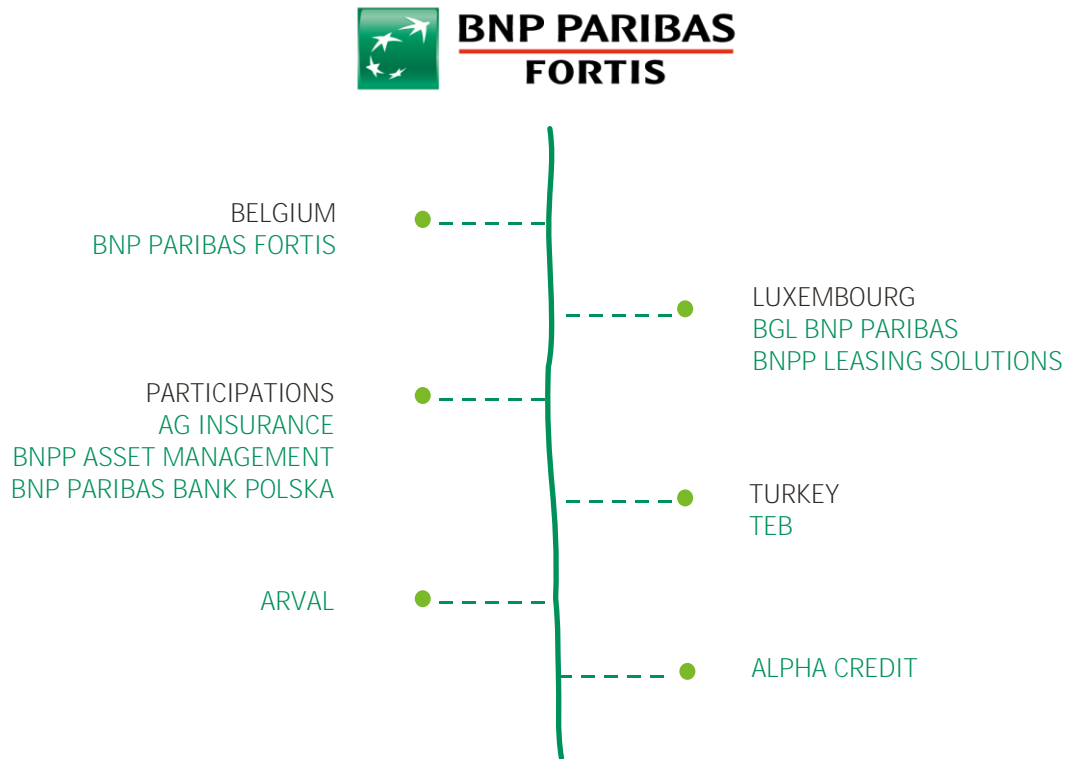 BNP PARIBAS
FORTIS
BELGIUM
BNP PARIBAS FORTIS
LUXEMBOURG
BGL BNP PARIBAS
BNPP LEASING SOLUTIONS
PARTICIPATIONS
AG INSURANCE
BNPP ASSET MANAGEMENT
BNP PARIBAS BANK POLSKA
TURKEY
TEB
ARVAL
ALPHA CREDIT